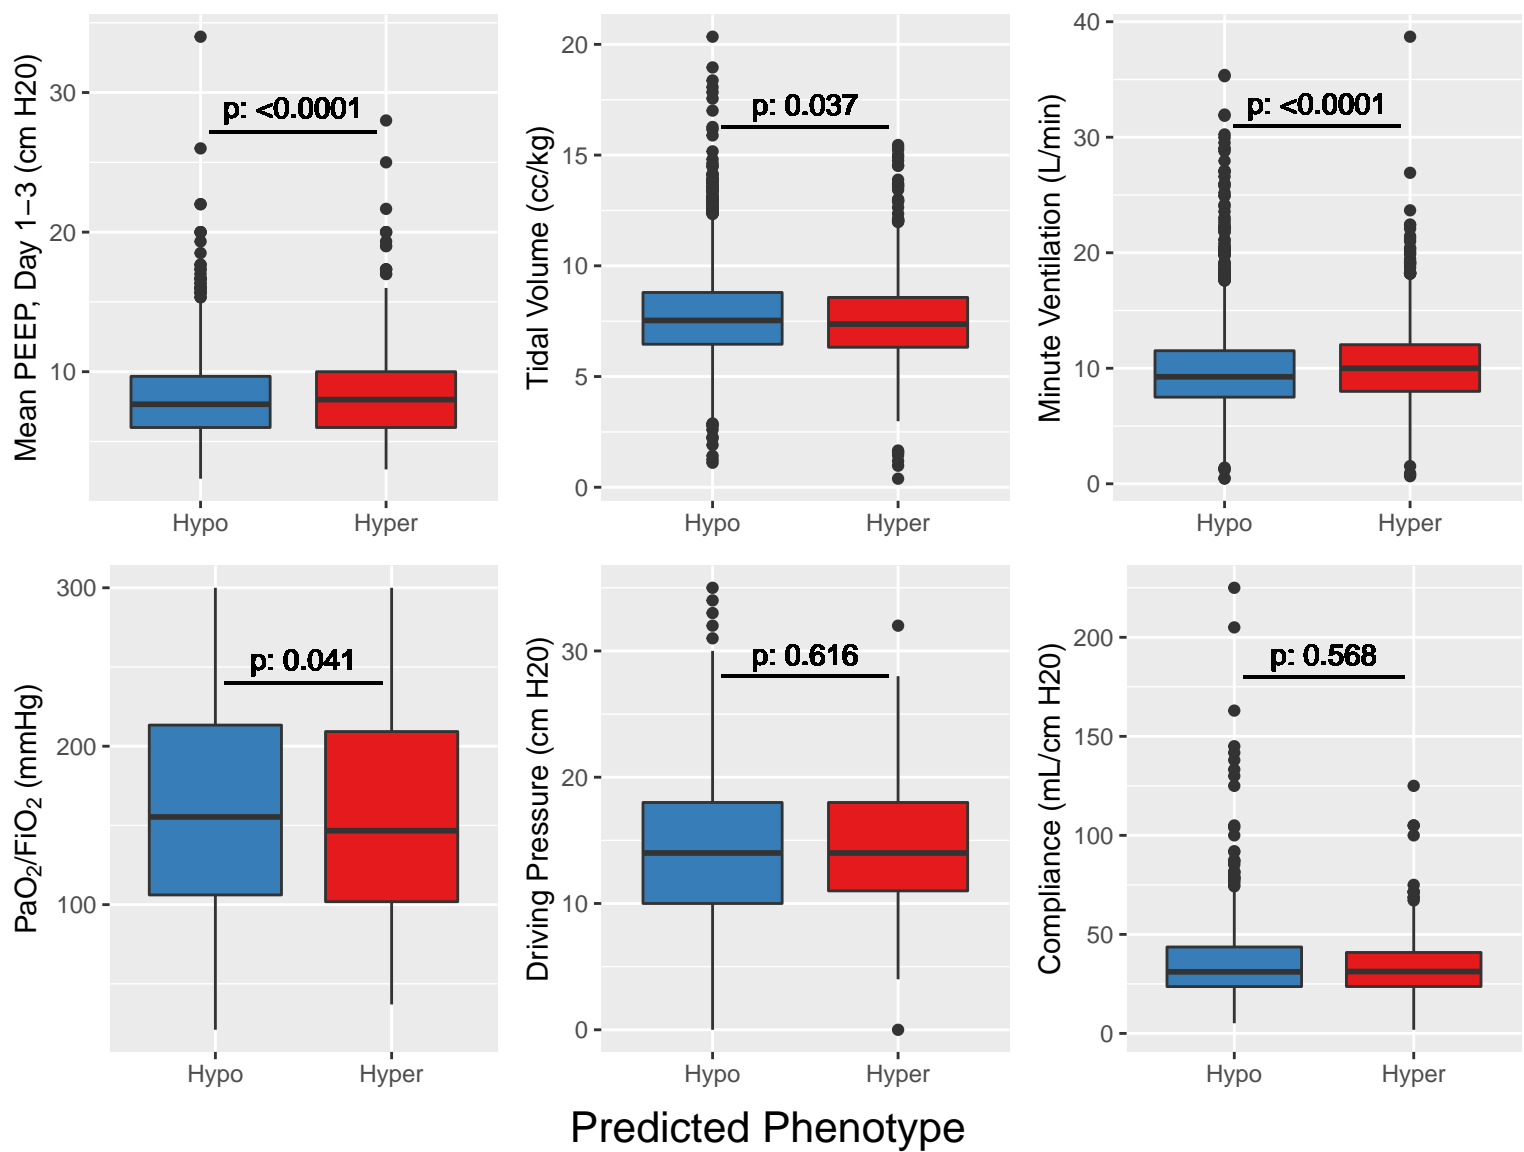 Mean PEEP, Day 1−3 (cm H20)
30
20
10
p: <0.0001
Hypo
Hyper
Tidal Volume (cc/kg)
20
15
10
5
0
p: 0.037
Hypo
Hyper
Minute Ventilation (L/min)
40
30
20
10
0
p: <0.0001
Hypo
Hyper
PaO₂/FiO₂ (mmHg)
300
200
100
p: 0.041
Hypo
Hyper
Driving Pressure (cm H20)
30
20
10
0
p: 0.616
Hypo
Hyper
Compliance (mL/cm H20)
200
150
100
50
0
p: 0.568
Hypo
Hyper
Predicted Phenotype